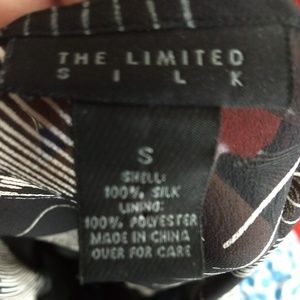 THE LIMITED
SILK
S
SHELL:
100% SILK
LINING:
100% POLYESTER
MADE IN CHINA
OVER FOR CARE